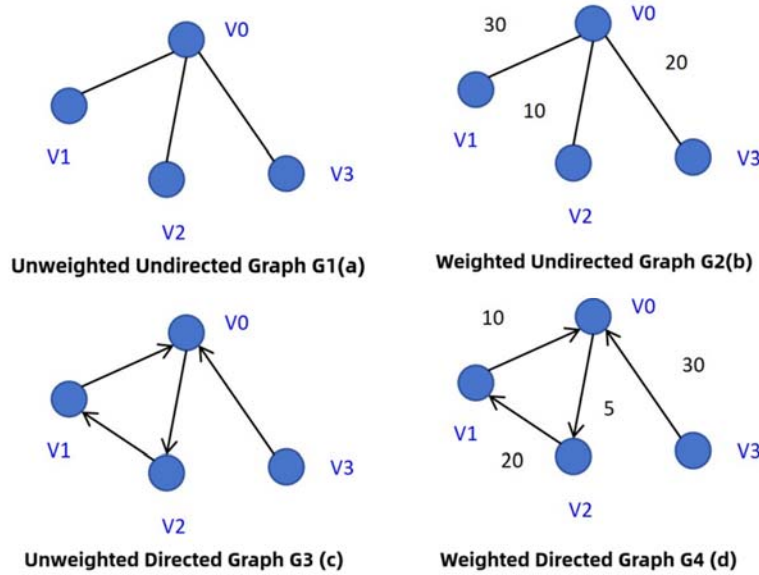 V0
V1
V2
V3
Unweighted Undirected Graph G1(a)
V0
30
20
10
V1
V2
V3
Weighted Undirected Graph G2(b)
V0
V1
V2
V3
Unweighted Directed Graph G3 (c)
V0
10
30
5
V1
20
V2
V3
Weighted Directed Graph G4 (d)